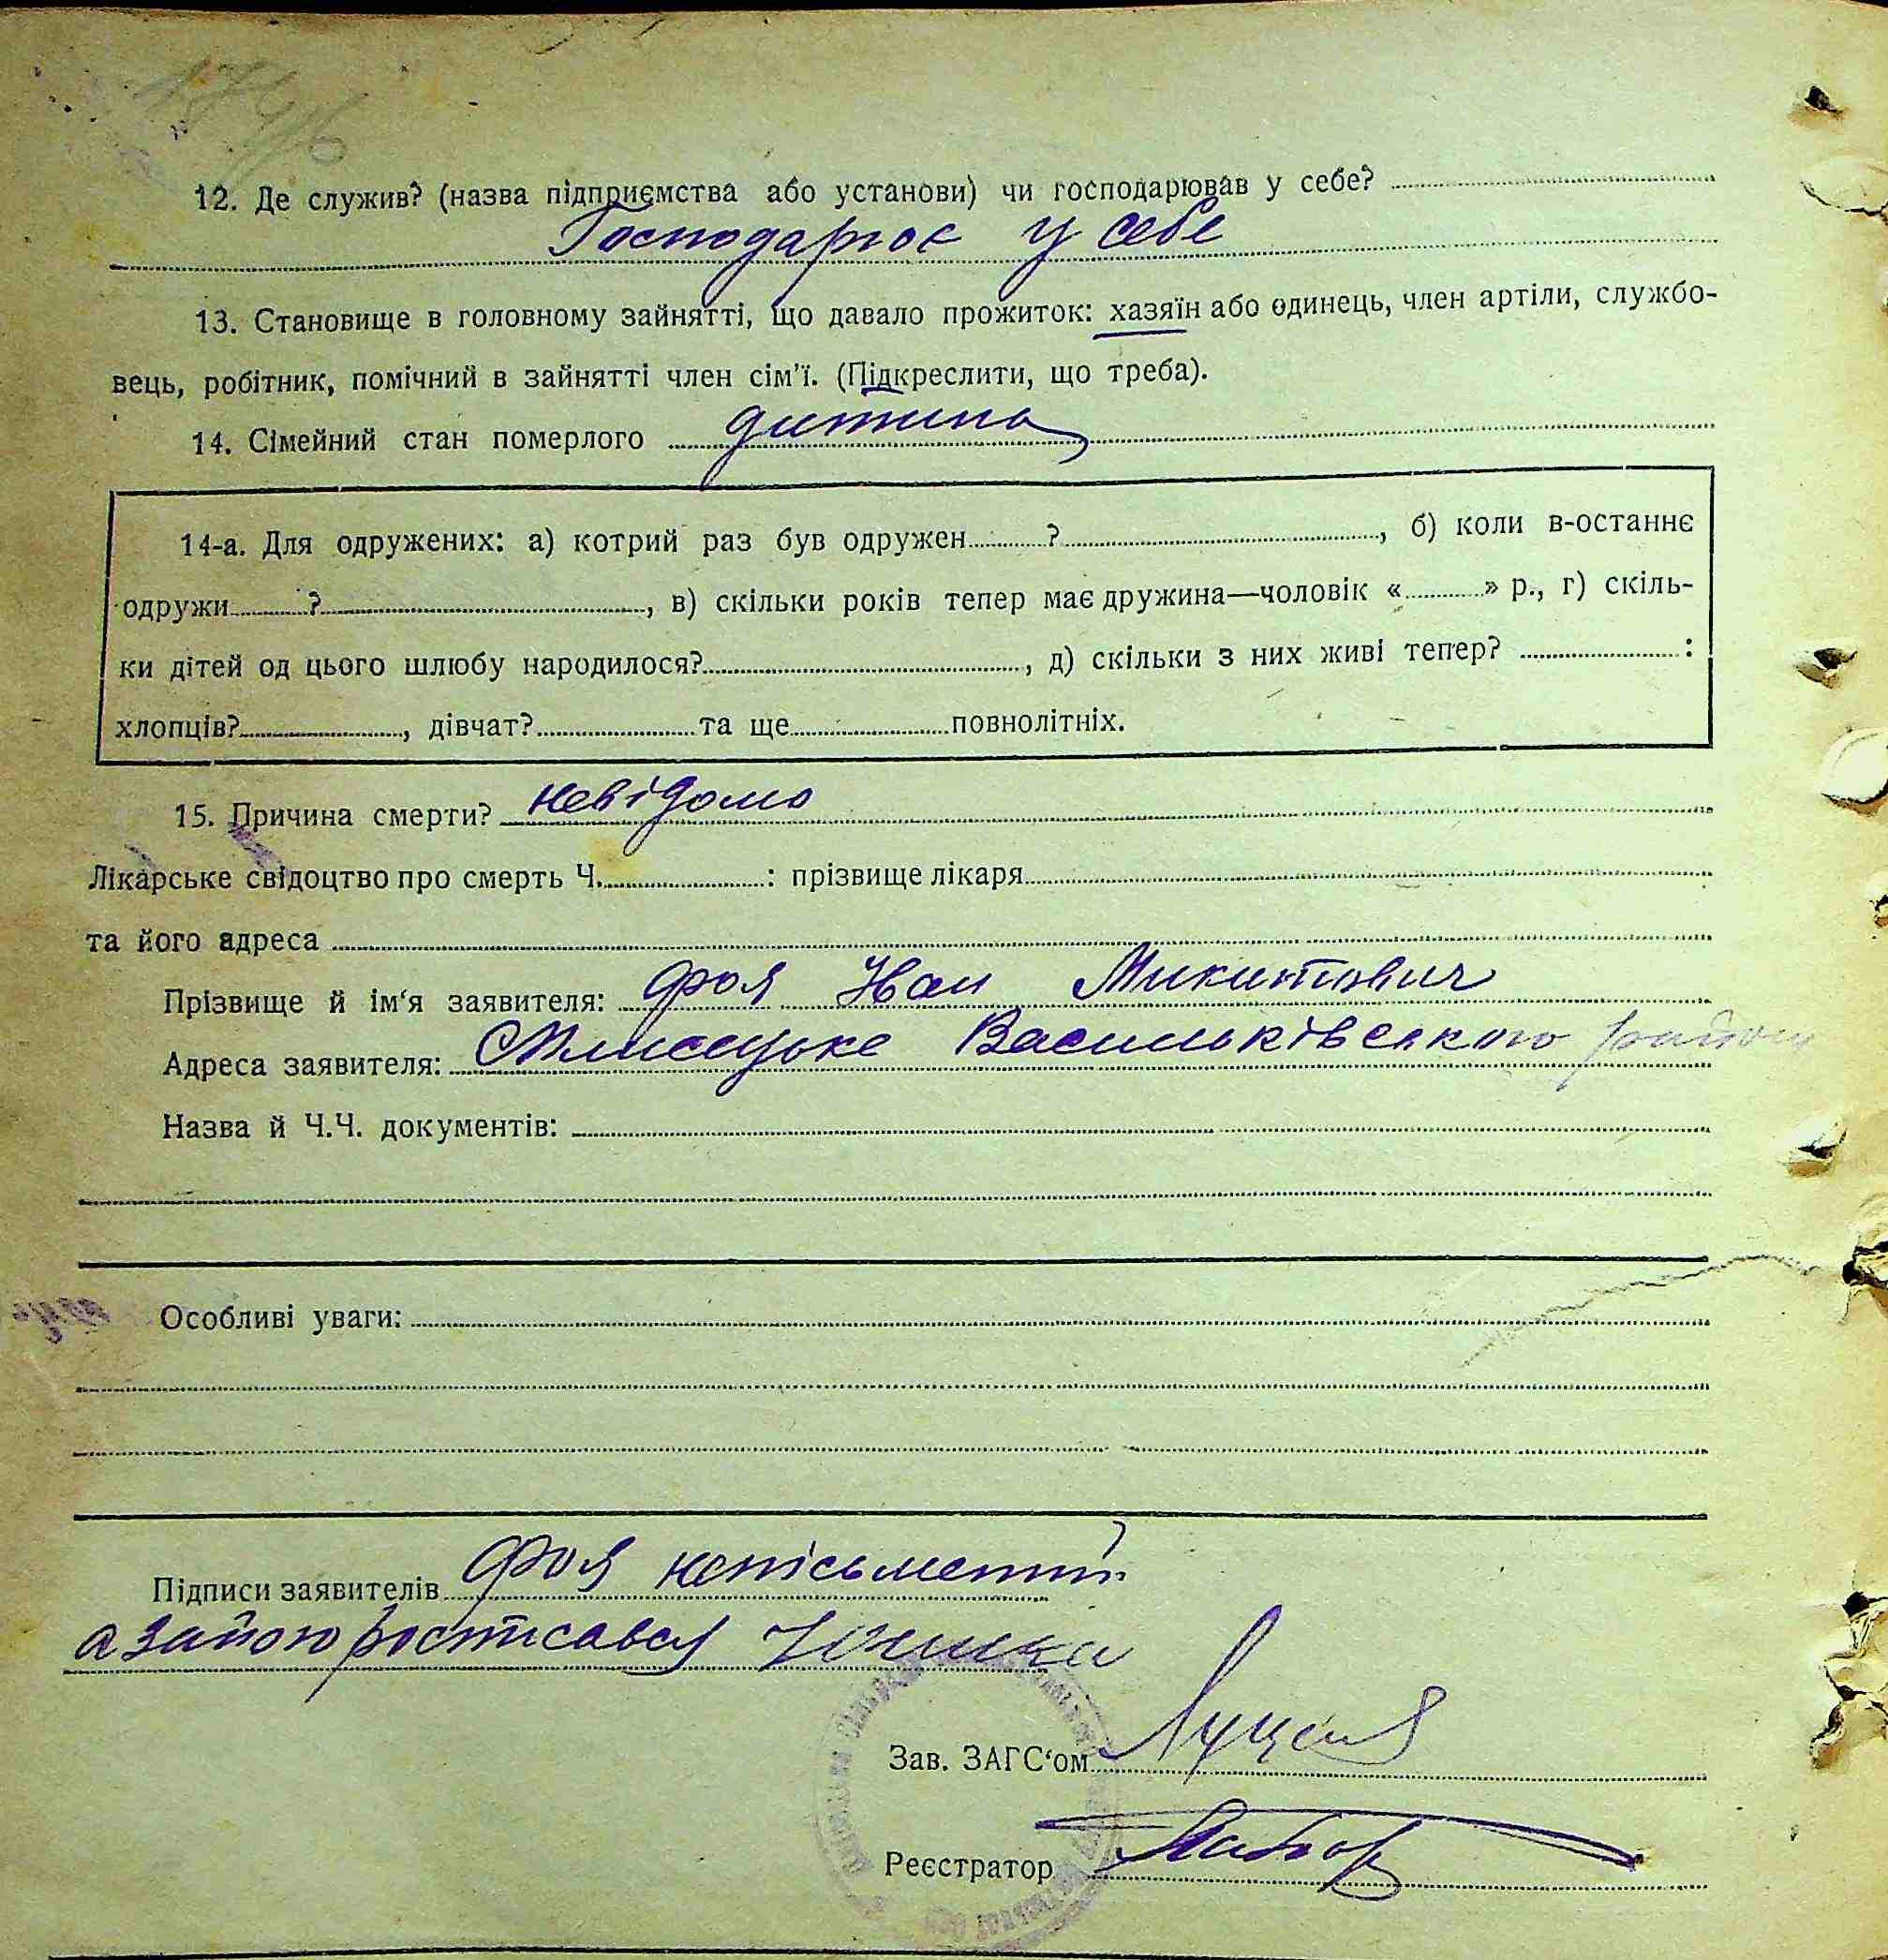 12. Де служив? (назва підприємства або установи) чи господарював у себе?
Господарює у себе
13. Становище в головному зайнятті, що давало прожиток: хазяїн або одинець, член артіли, службо-
вець, робітник, помічний в зайнятті член сім'ї. (Підкреслити, що треба).
14. Сімейний стан померлого дитина
14-а. Для одружених: а) котрий раз був одружен ?, б) коли в-останнє
одружи ?, в) скільки років тепер має дружина—чоловік « » р., г) скіль-
ки дітей од цього шлюбу народилося?, д) скільки з них живі тепер? :
хлопців?, дівчат? та ще повнолітніх.
15. Причина смерти? невідомо
Лікарське свідоцтво про смерть Ч. : прізвище лікаря
та його адреса
Прізвище й ім'я заявителя: Фоя Иван Микитович
Адреса заявителя: Васильківського району
Назва й Ч.Ч. документів:
Особливі уваги:
Підписи заявителів Фоя неписьменний
а за його росписався
Зав. ЗАГС'ом
Реєстратор